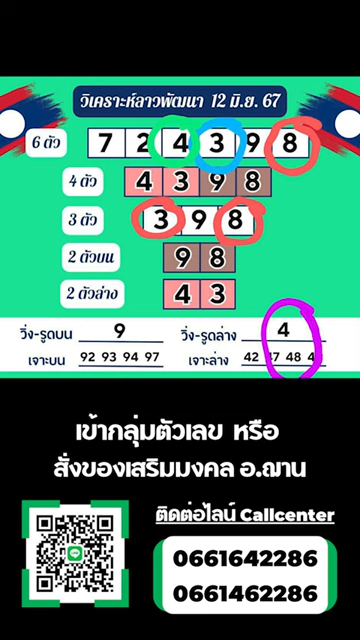 วิเคราะห์ลาวพัฒนา 12 มิ.ย. 67
6 ตัว 7 2 4 3 9 8
4 ตัว 4 3 9 8
3 ตัว 3 9 8
2 ตัวบน 9 8
2 ตัวล่าง 4 3
วิ่ง-รูดบน 9 วิ่ง-รูดล่าง 4
เจาะบน 92 93 94 97 เจาะล่าง 42 47 48
เข้ากลุ่มตัวเลข หรือ
สั่งของเสริมมงคล อ.ฌาน
ติดต่อไลน์ Callcenter
0661642286
0661462286